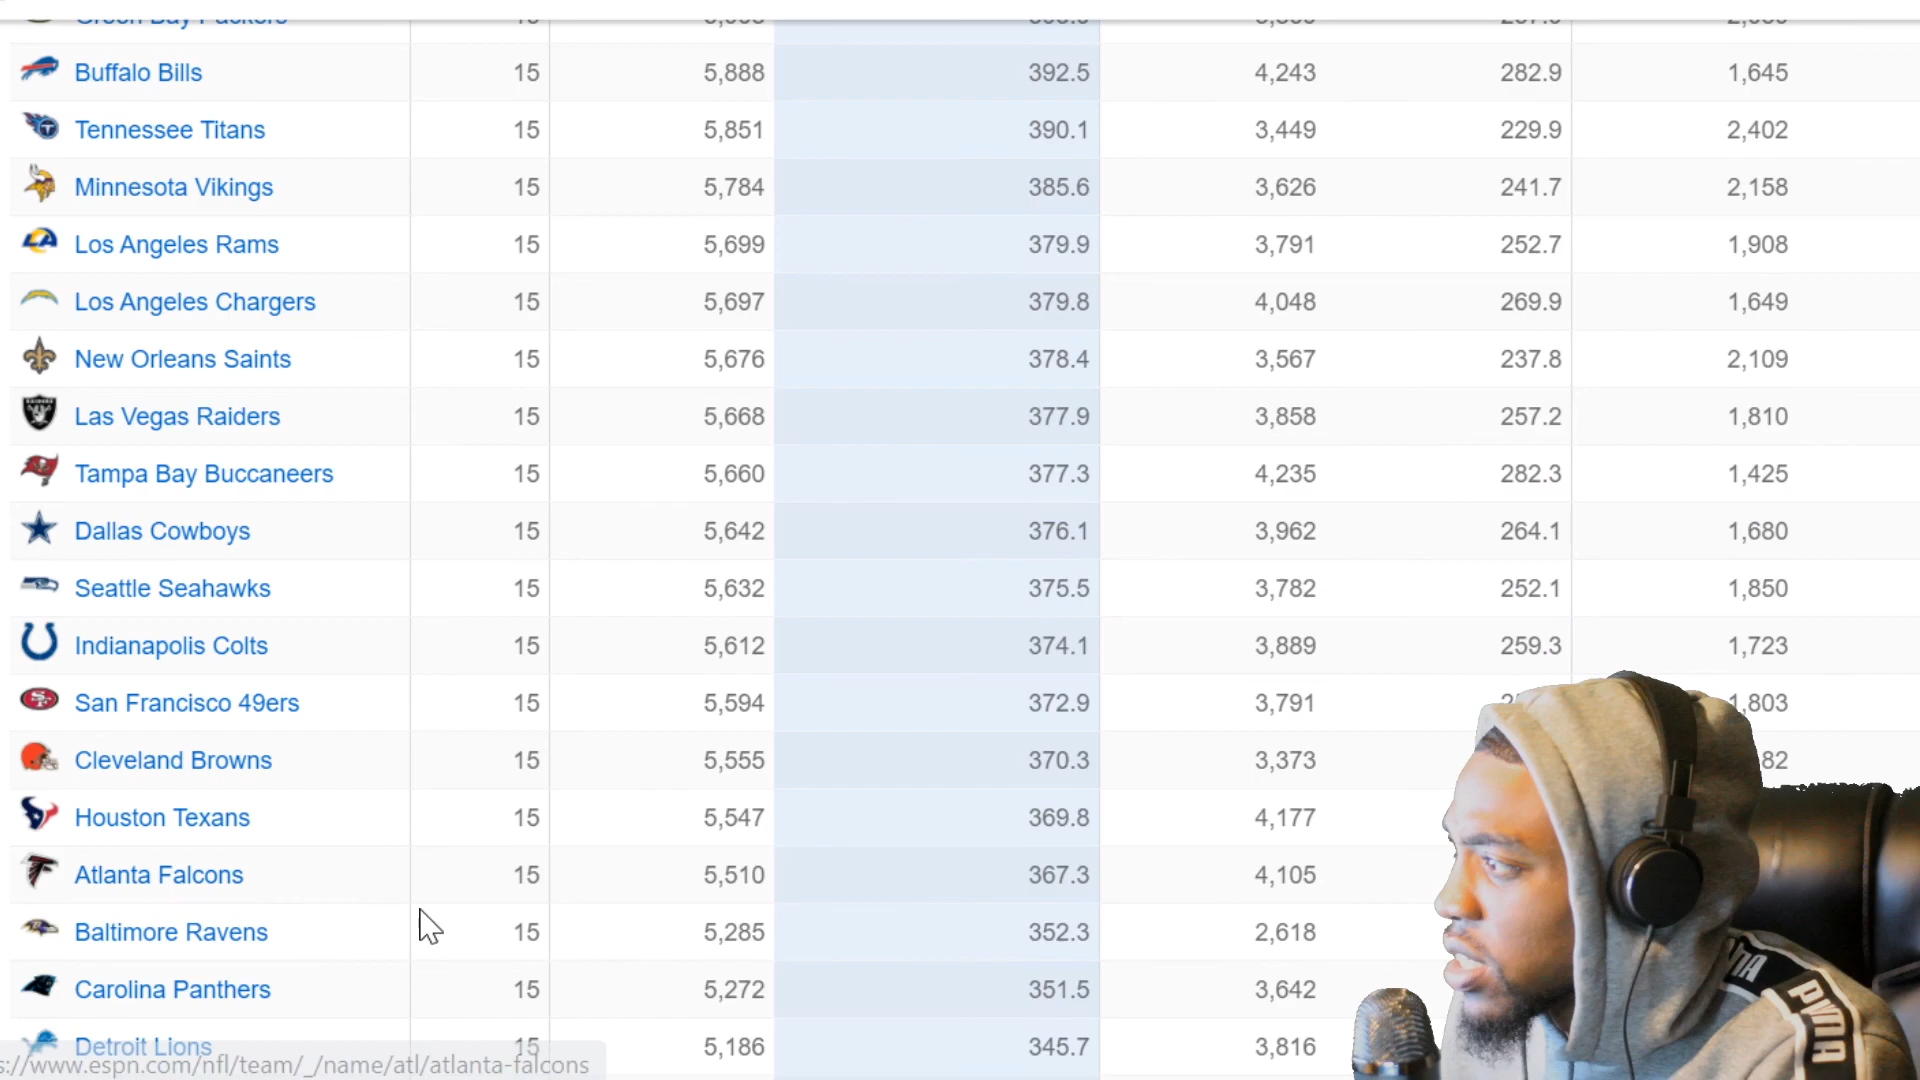 Green Bay Packers
Buffalo Bills 15 5,888 392.5 4,243 282.9 1,645
Tennessee Titans 15 5,851 390.1 3,449 229.9 2,402
Minnesota Vikings 15 5,784 385.6 3,626 241.7 2,158
Los Angeles Rams 15 5,699 379.9 3,791 252.7 1,908
Los Angeles Chargers 15 5,697 379.8 4,048 269.9 1,649
New Orleans Saints 15 5,676 378.4 3,567 237.8 2,109
Las Vegas Raiders 15 5,668 377.9 3,858 257.2 1,810
Tampa Bay Buccaneers 15 5,660 377.3 4,235 282.3 1,425
Dallas Cowboys 15 5,642 376.1 3,962 264.1 1,680
Seattle Seahawks 15 5,632 375.5 3,782 252.1 1,850
Indianapolis Colts 15 5,612 374.1 3,889 259.3 1,723
San Francisco 49ers 15 5,594 372.9 3,791 1,803
Cleveland Browns 15 5,555 370.3 3,373 82
Houston Texans 15 5,547 369.8 4,177
Atlanta Falcons 15 5,510 367.3 4,105
Baltimore Ravens 15 5,285 352.3 2,618
Carolina Panthers 15 5,272 351.5 3,642
Detroit Lions 15 5,186 345.7 3,816
s://www.espn.com/nfl/team/_/name/atl/atlanta-falcons